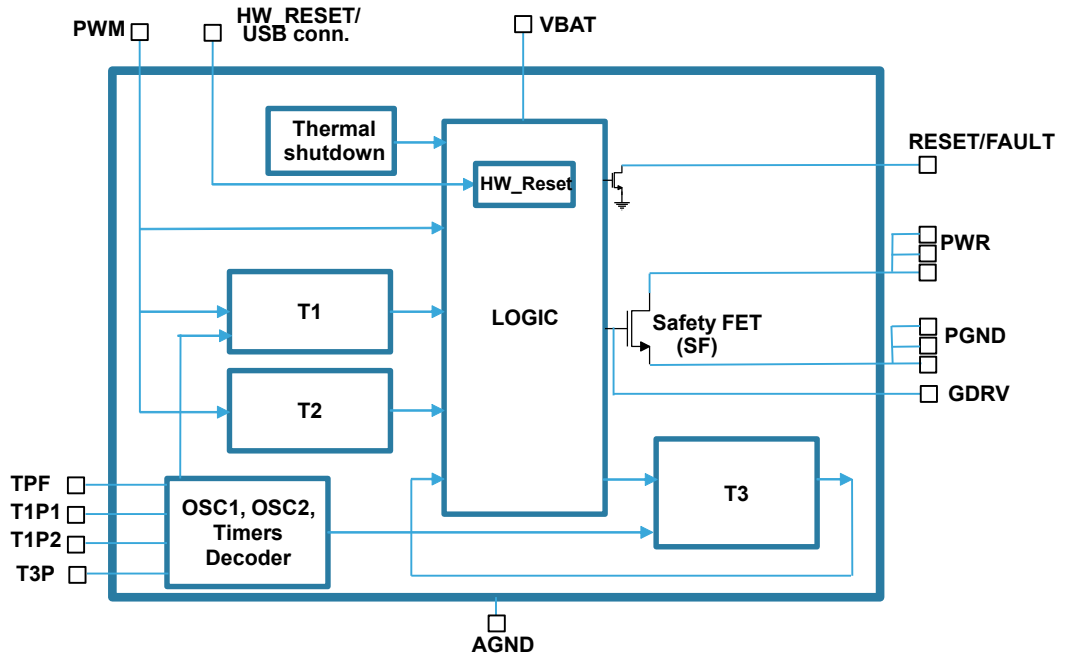 PWM
HW_RESET/
USB conn.
VBAT
Thermal
shutdown
RESET/FAULT
HW_Reset
PWR
T1
LOGIC
Safety FET
(SF)
PGND
T2
GDRV
TPF
T1P1
T1P2
T3P
OSC1, OSC2,
Timers
Decoder
T3
AGND